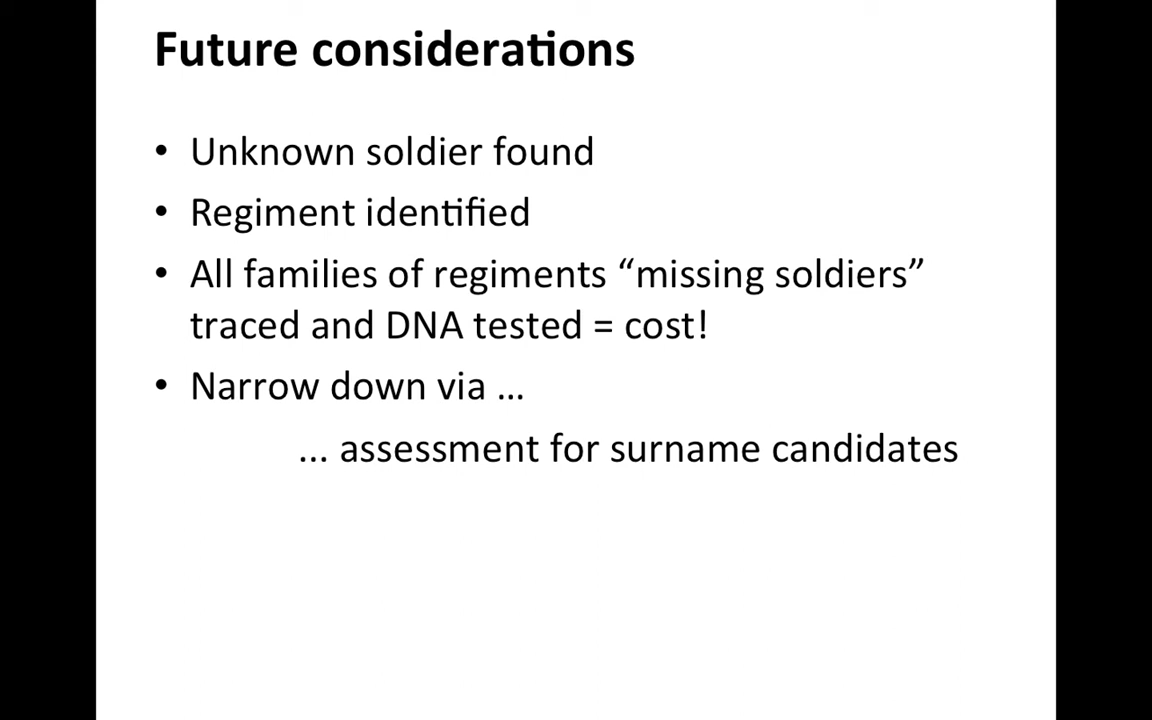 Future considerations
• Unknown soldier found
• Regiment identified
• All families of regiments “missing soldiers”
traced and DNA tested = cost!
• Narrow down via …
... assessment for surname candidates